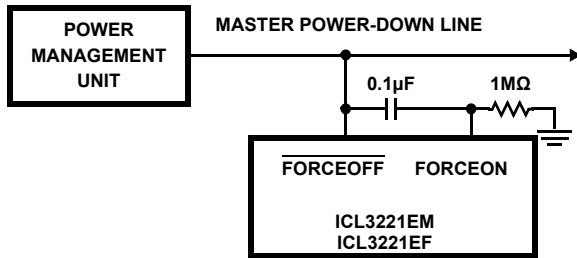 POWER
MANAGEMENT
UNIT
MASTER POWER-DOWN LINE
0.1µF
1MΩ
FORCEOFF
FORCEON
ICL3221EM
ICL3221EF